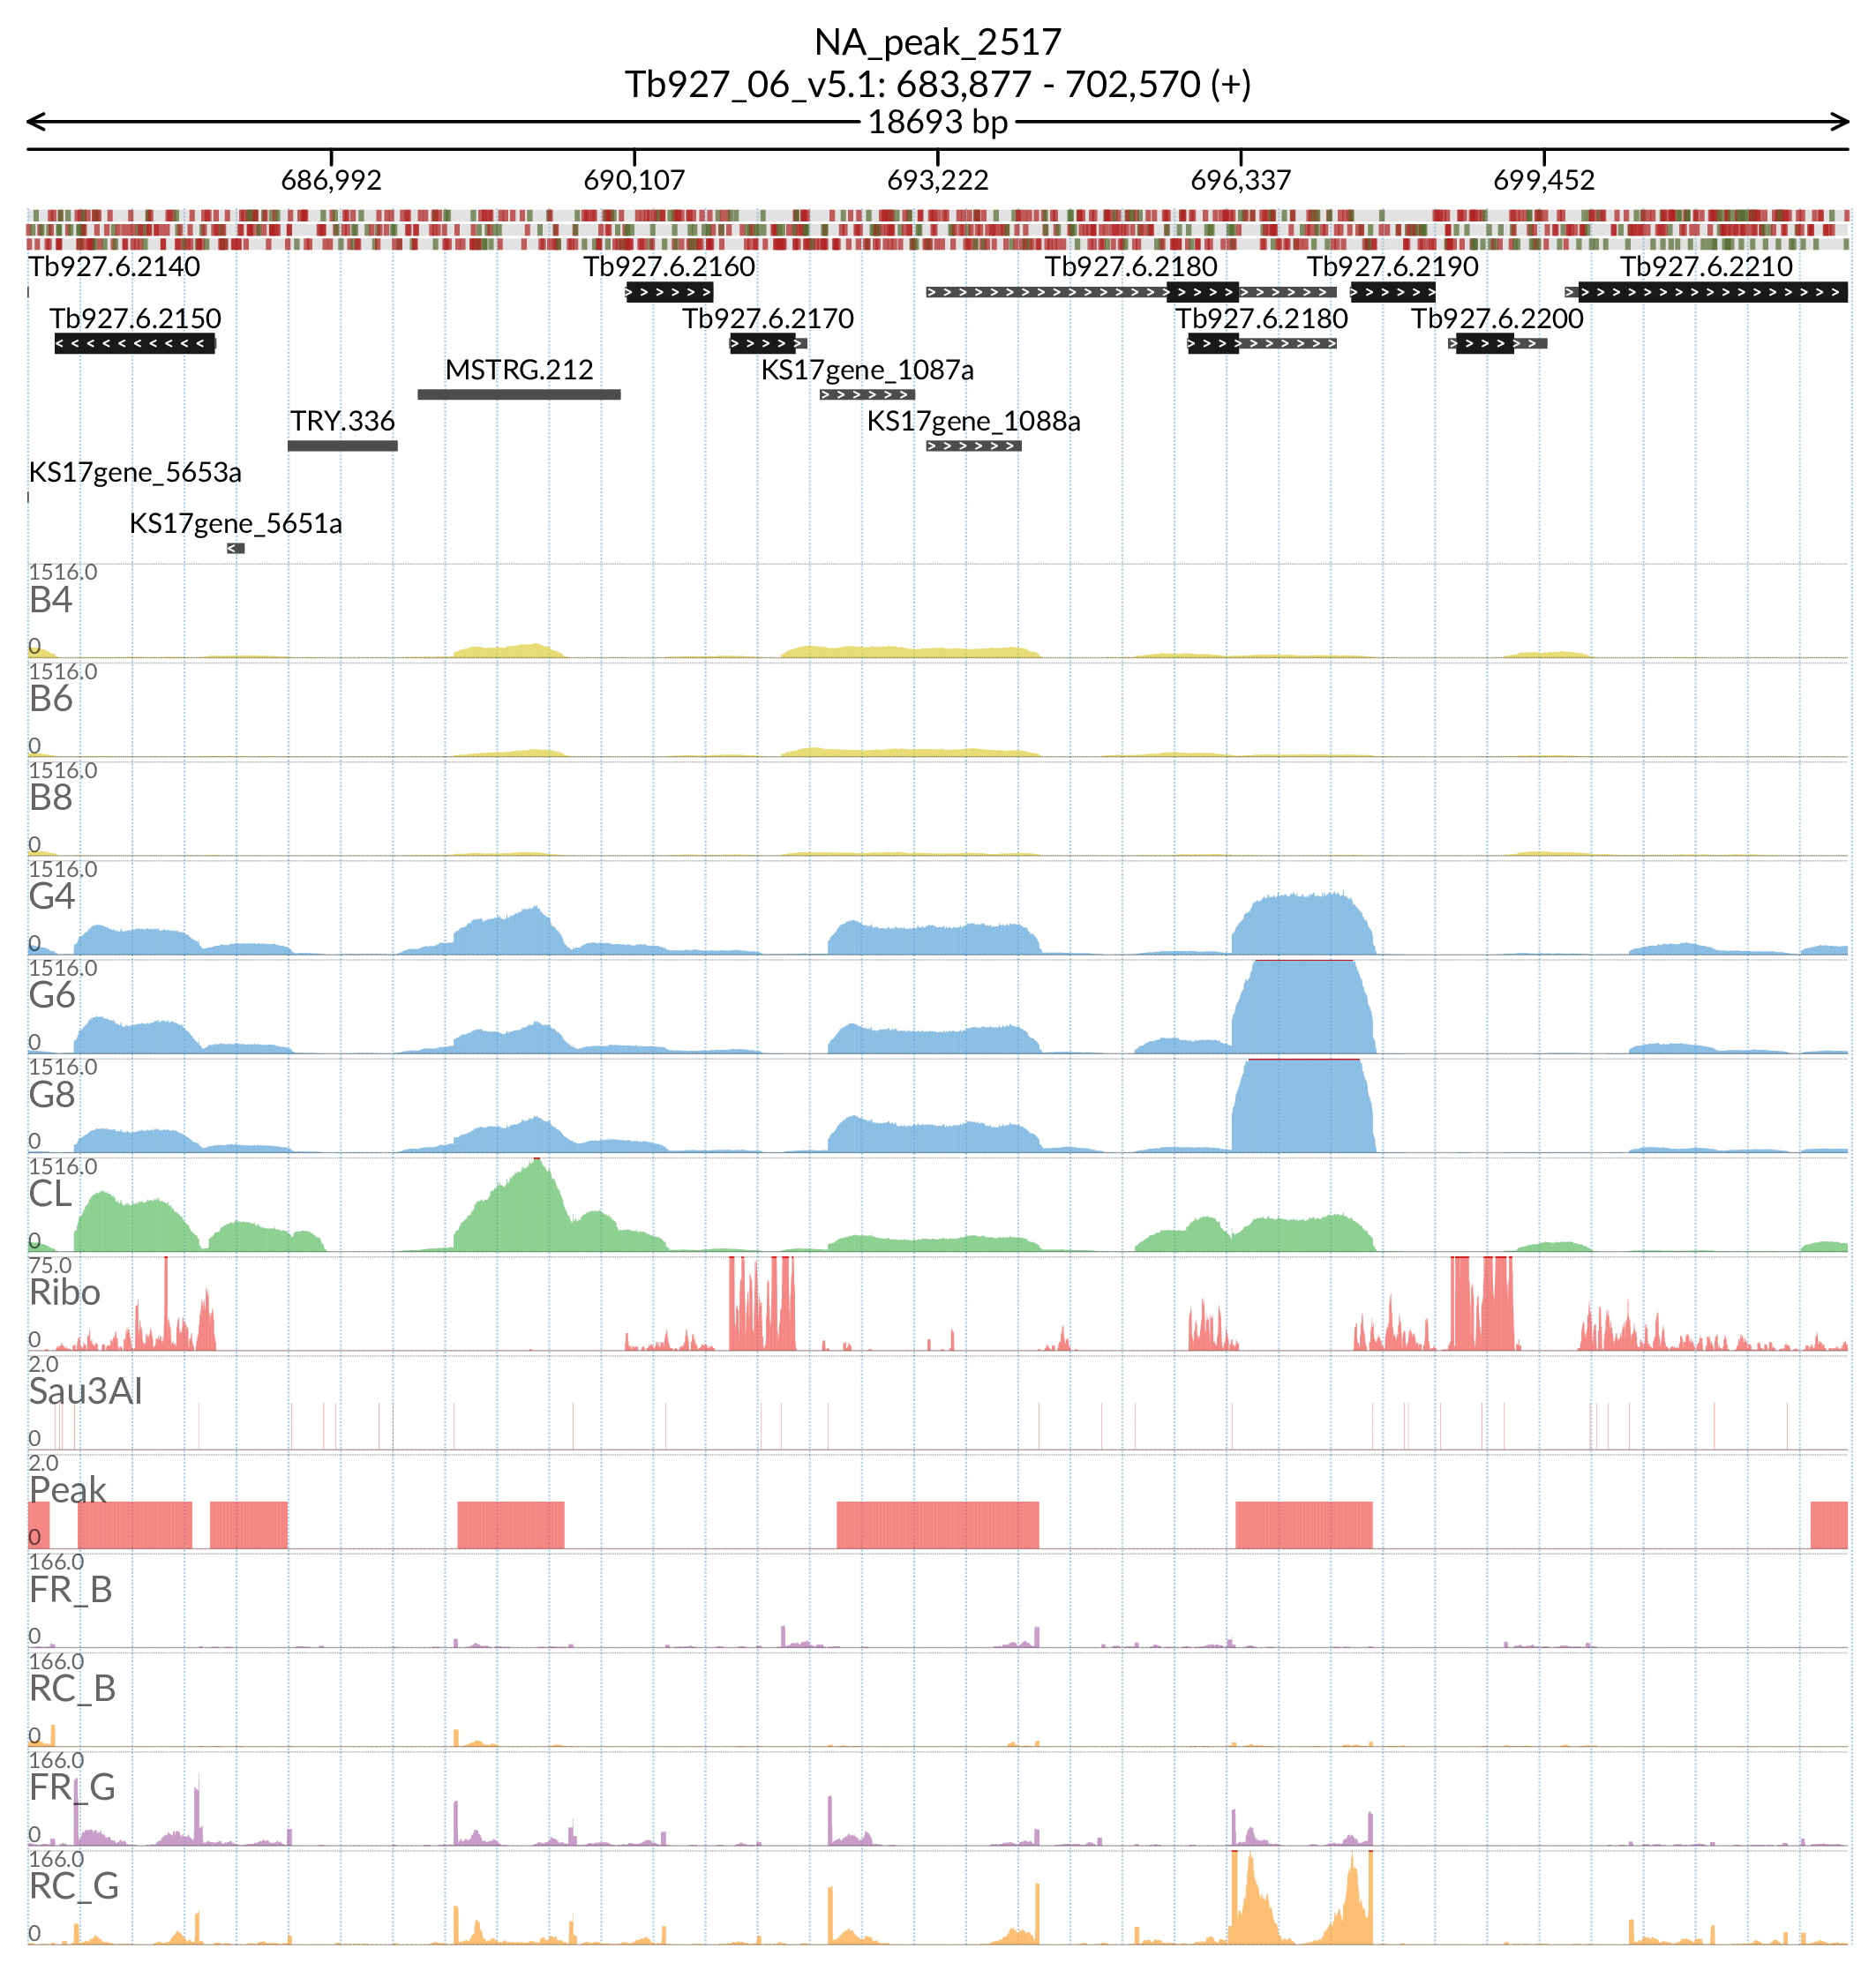 NA_peak_2517
Tb927_06_v5.1: 683,877 - 702,570 (+)
18693 bp
686,992 690,107 693,222 696,337 699,452
Tb927.6.2140 Tb927.6.2160 Tb927.6.2180 Tb927.6.2190 Tb927.6.2210
Tb927.6.2150 Tb927.6.2170 Tb927.6.2180 Tb927.6.2200
MSTRG.212 KS17gene_1087a
TRY.336 KS17gene_1088a
KS17gene_5653a
KS17gene_5651a
1516.0
B4
0
1516.0
B6
0
1516.0
B8
0
1516.0
G4
0
1516.0
G6
0
1516.0
G8
0
1516.0
CL
0
75.0
Ribo
0
2.0
Sau3AI
0
2.0
Peak
0
166.0
FR_B
0
166.0
RC_B
0
166.0
FR_G
0
166.0
RC_G
0